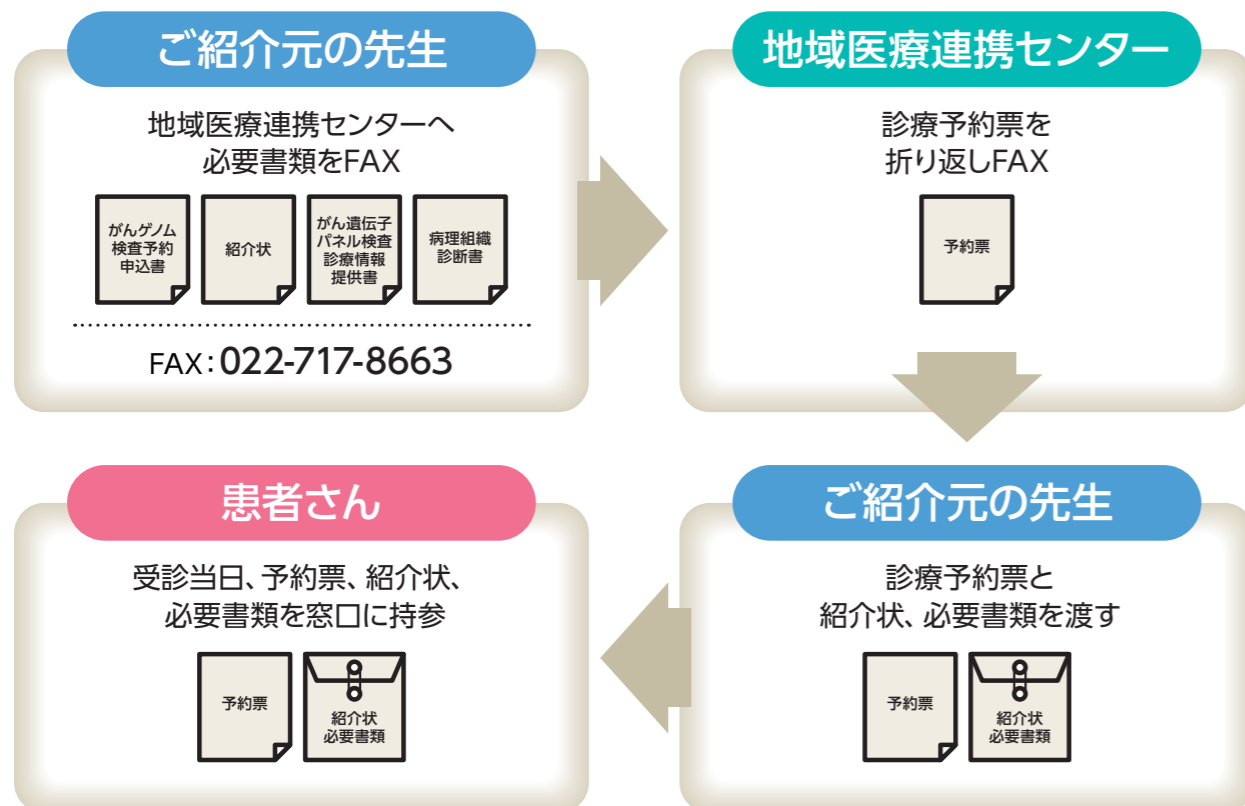 ご紹介元の先生
地域医療連携センターへ
必要書類をFAX
がんゲノム
検査予約
申込書
紹介状
がん遺伝子
パネル検査
診療情報
提供書
病理組織
診断書
FAX:022-717-8663
地域医療連携センター
診療予約票を
折り返しFAX
予約票
ご紹介元の先生
診療予約票と
紹介状、必要書類を渡す
予約票
紹介状
必要書類
患者さん
受診当日、予約票、紹介状、
必要書類を窓口に持参
予約票
紹介状
必要書類